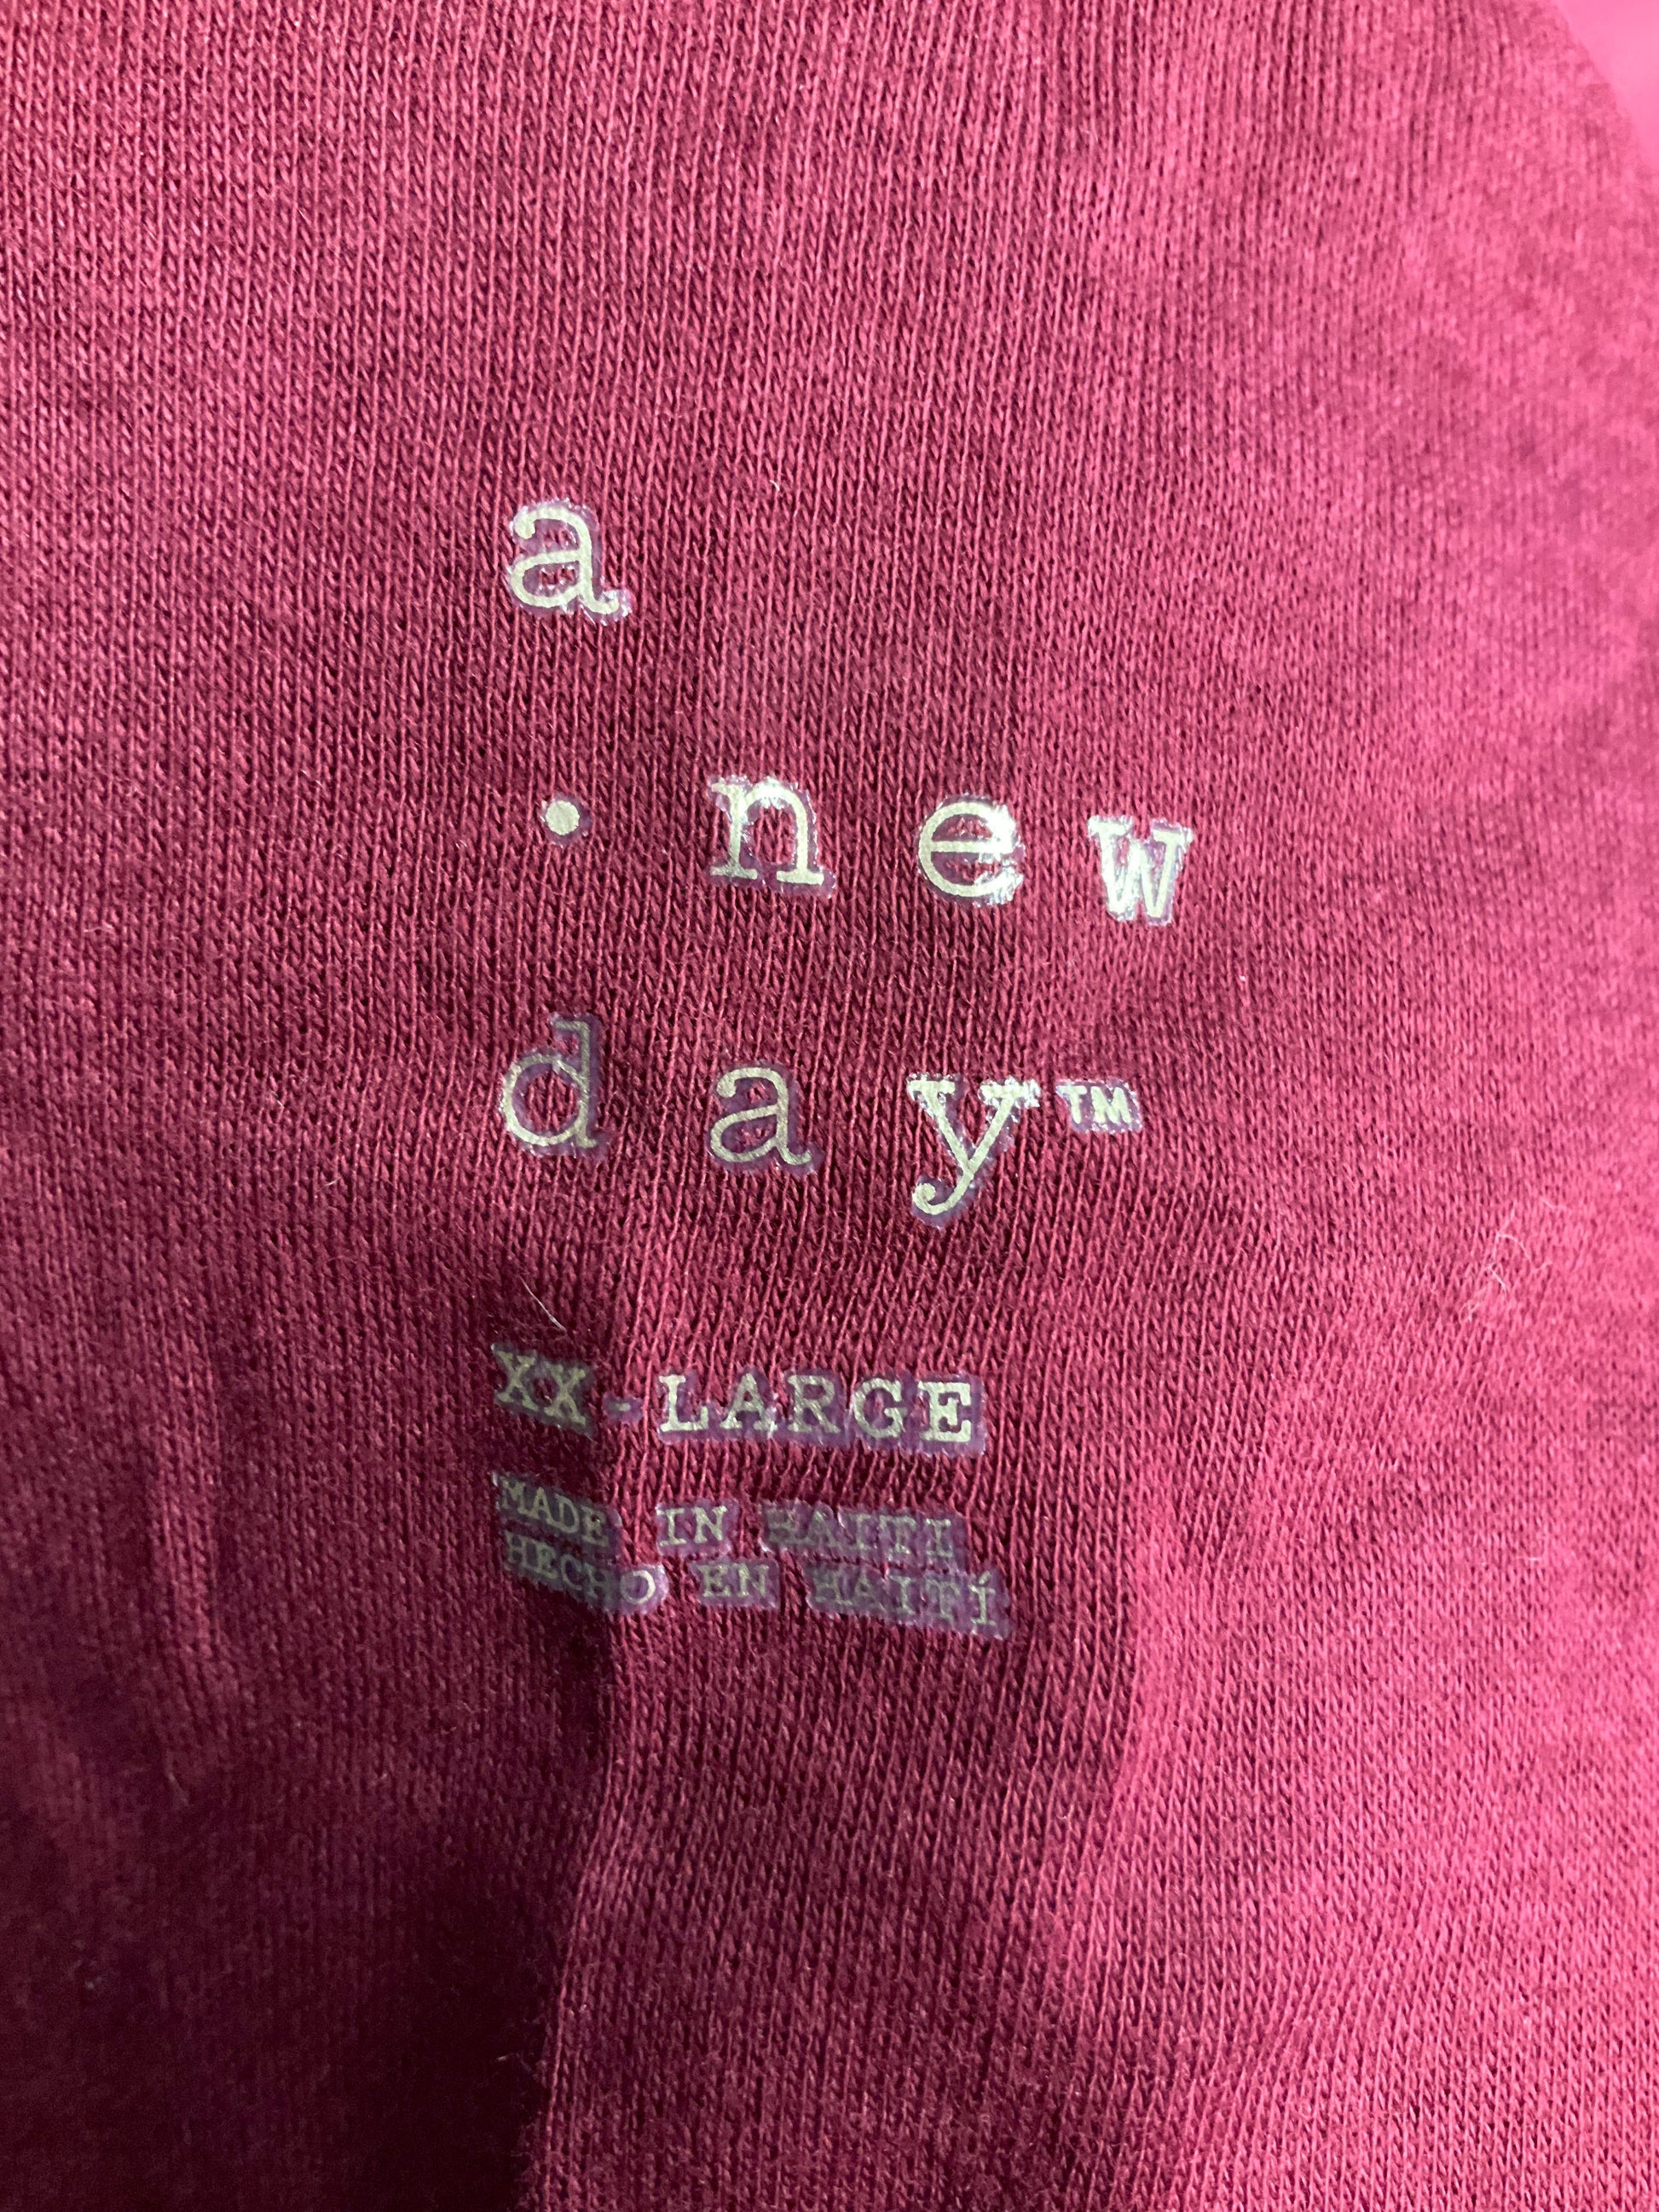 a
· new
day™
XX-LARGE
MADE IN HAITI
HECHO EN HAITÍ